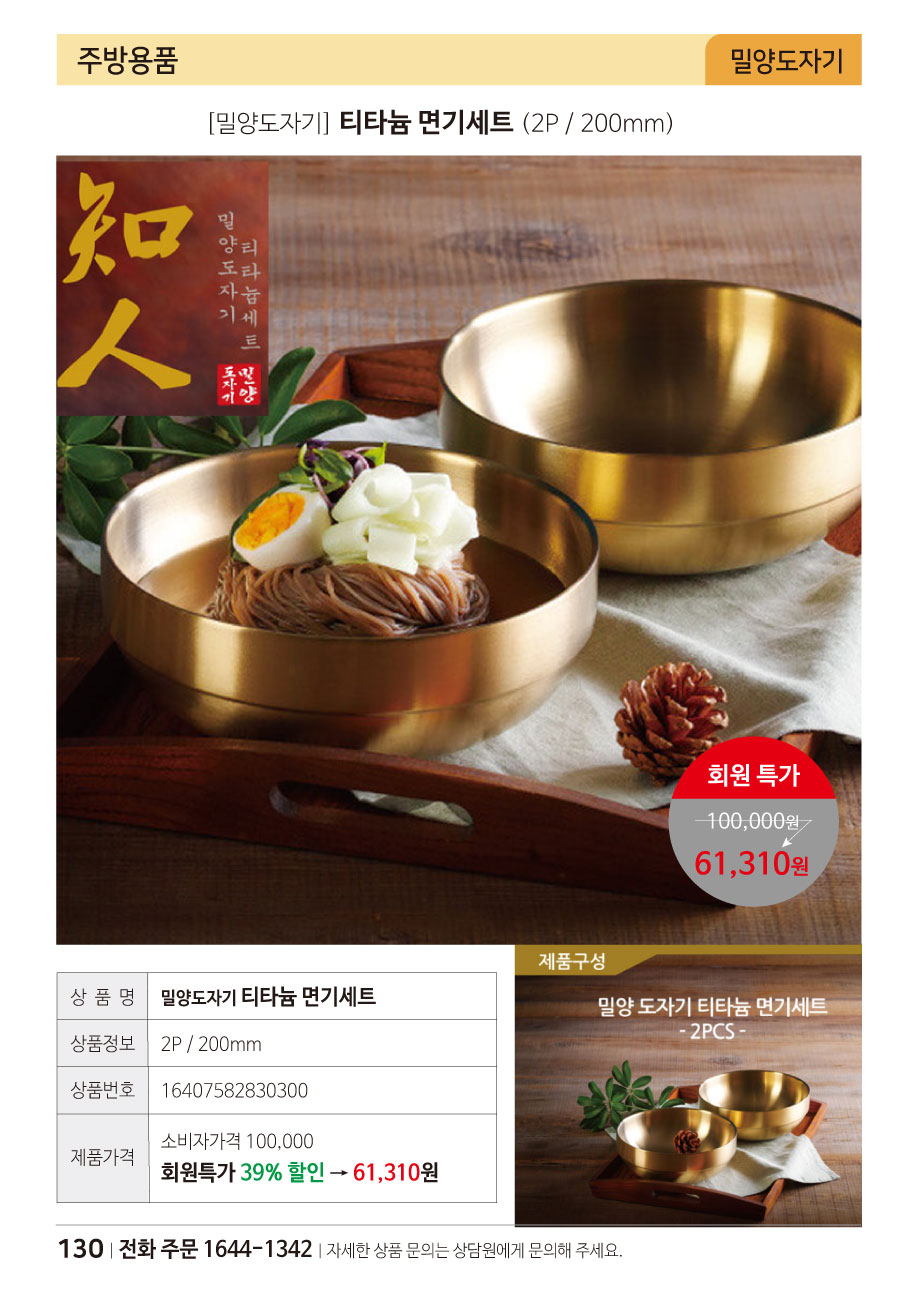 주방용품
밀양도자기
[밀양도자기] 티타늄 면기세트 (2P / 200mm)
知人
밀양도자기
티타늄세트
밀양
도자기
회원 특가
100,000원
61,310원
제품구성
밀양 도자기 티타늄 면기세트
- 2PCS -
상 품 명 밀양도자기 티타늄 면기세트
상품정보 2P / 200mm
상품번호 16407582830300
제품가격 소비자가격 100,000
회원특가 39% 할인 → 61,310원
130 | 전화 주문 1644-1342 | 자세한 상품 문의는 상담원에게 문의해 주세요.